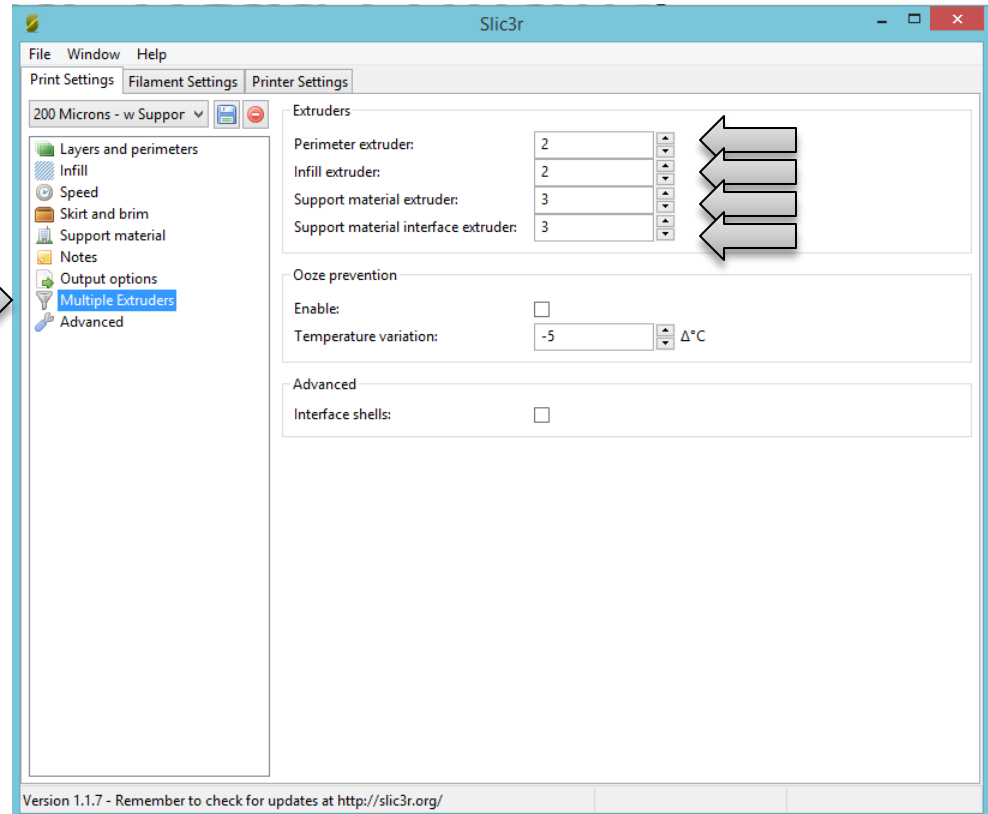 Slic3r
File Window Help
Print Settings Filament Settings Printer Settings
200 Microns - w Suppor
Layers and perimeters
Infill
Speed
Skirt and brim
Support material
Notes
Output options
Multiple Extruders
Advanced
Extruders
Perimeter extruder: 2
Infill extruder: 2
Support material extruder: 3
Support material interface extruder: 3
Ooze prevention
Enable:
Temperature variation: -5 Δ°C
Advanced
Interface shells:
Version 1.1.7 - Remember to check for updates at http://slic3r.org/